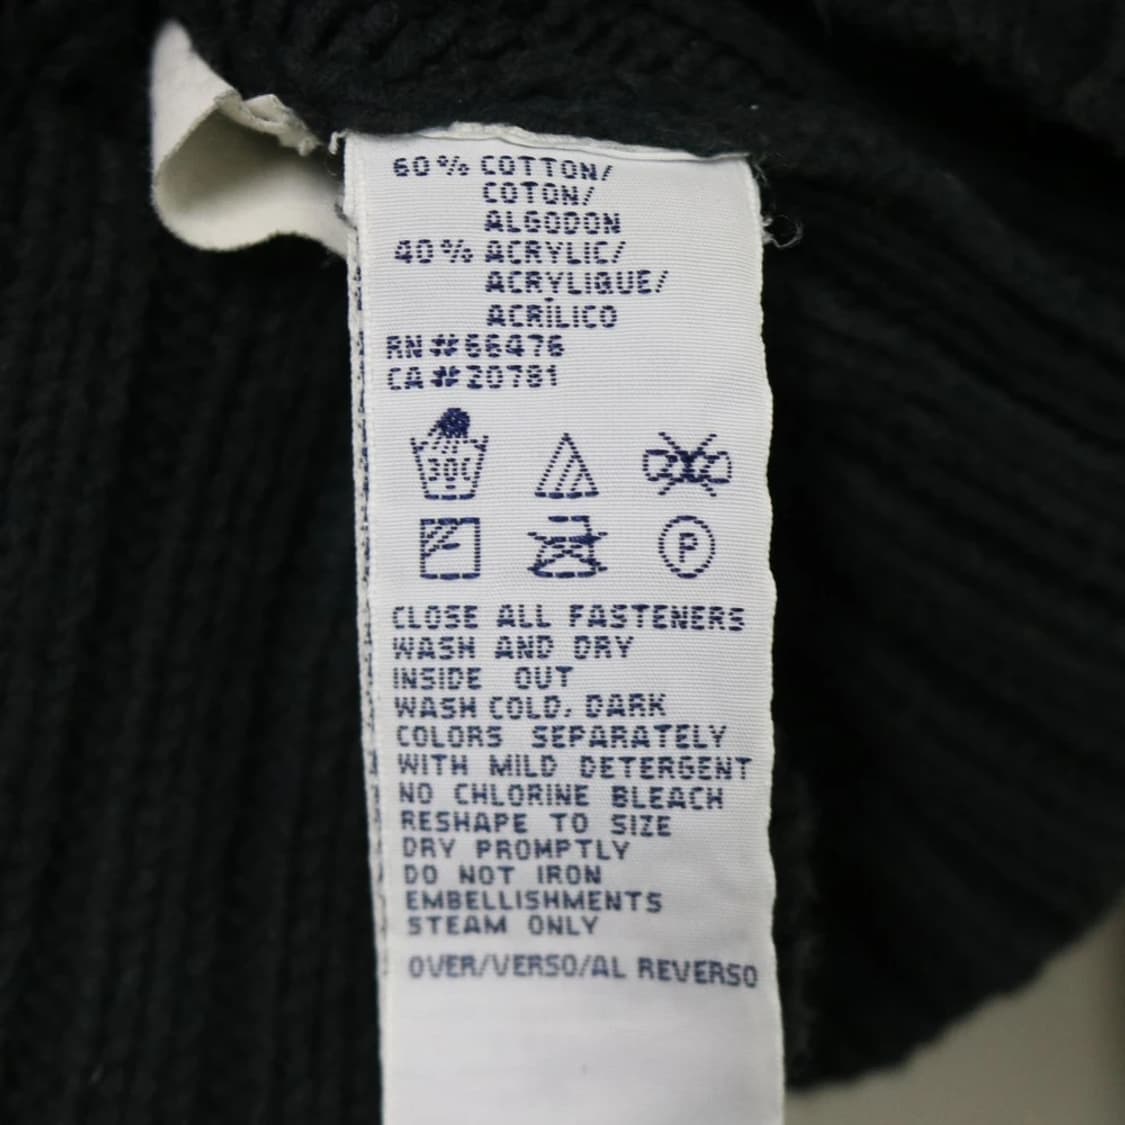 60% COTTON/
COTON/
ALGODON
40% ACRYLIC/
ACRYLIQUE/
ACRÍLICO
RN#66476
CA#20781
30C
P
CLOSE ALL FASTENERS
WASH AND DRY
INSIDE OUT
WASH COLD, DARK
COLORS SEPARATELY
WITH MILD DETERGENT
NO CHLORINE BLEACH
RESHAPE TO SIZE
DRY PROMPTLY
DO NOT IRON
EMBELLISHMENTS
STEAM ONLY
OVER/VERSO/AL REVERSO